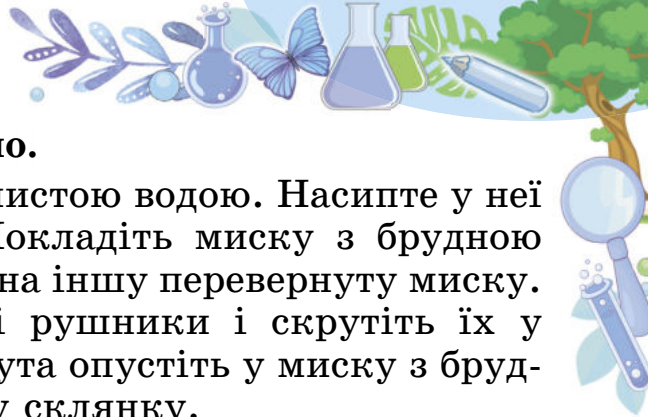 но.
чистою водою. Насипте у неї
Покладіть миску з брудною
на іншу перевернуту миску.
і рушники і скрутіть їх у
ута опустіть у миску з бруд-
у склянку.